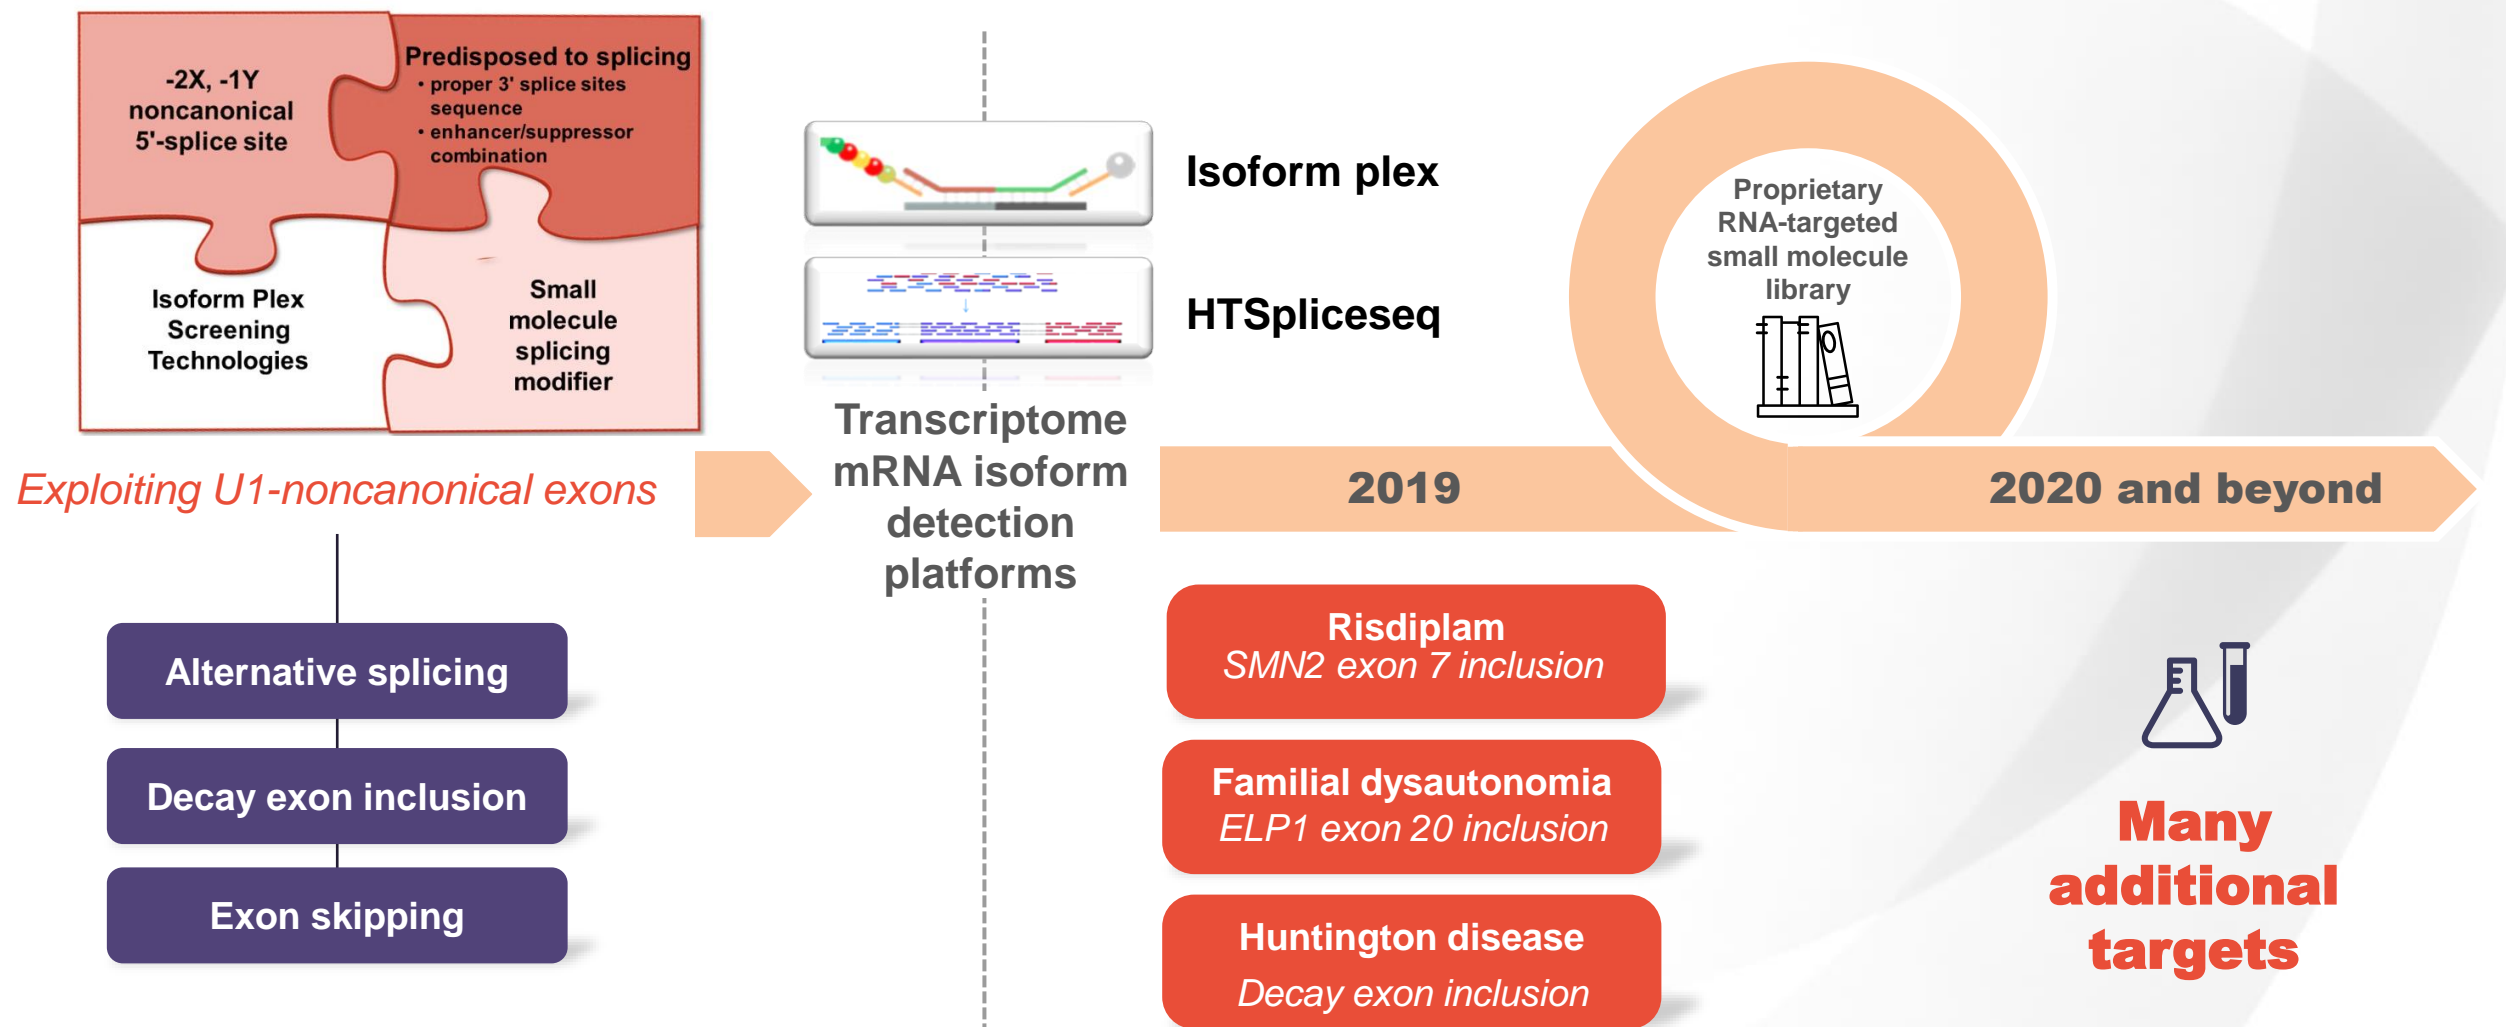 -2X, -1Y
noncanonical
5'-splice site
Predisposed to splicing
• proper 3' splice sites
sequence
• enhancer/suppressor
combination
Isoform Plex
Screening
Technologies
Small
molecule
splicing
modifier
Exploiting U1-noncanonical exons
Alternative splicing
Decay exon inclusion
Exon skipping
Isoform plex
HTSpliceseq
Transcriptome
mRNA isoform
detection
platforms
Proprietary
RNA-targeted
small molecule
library
2019
2020 and beyond
Risdiplam
SMN2 exon 7 inclusion
Familial dysautonomia
ELP1 exon 20 inclusion
Huntington disease
Decay exon inclusion
Many
additional
targets